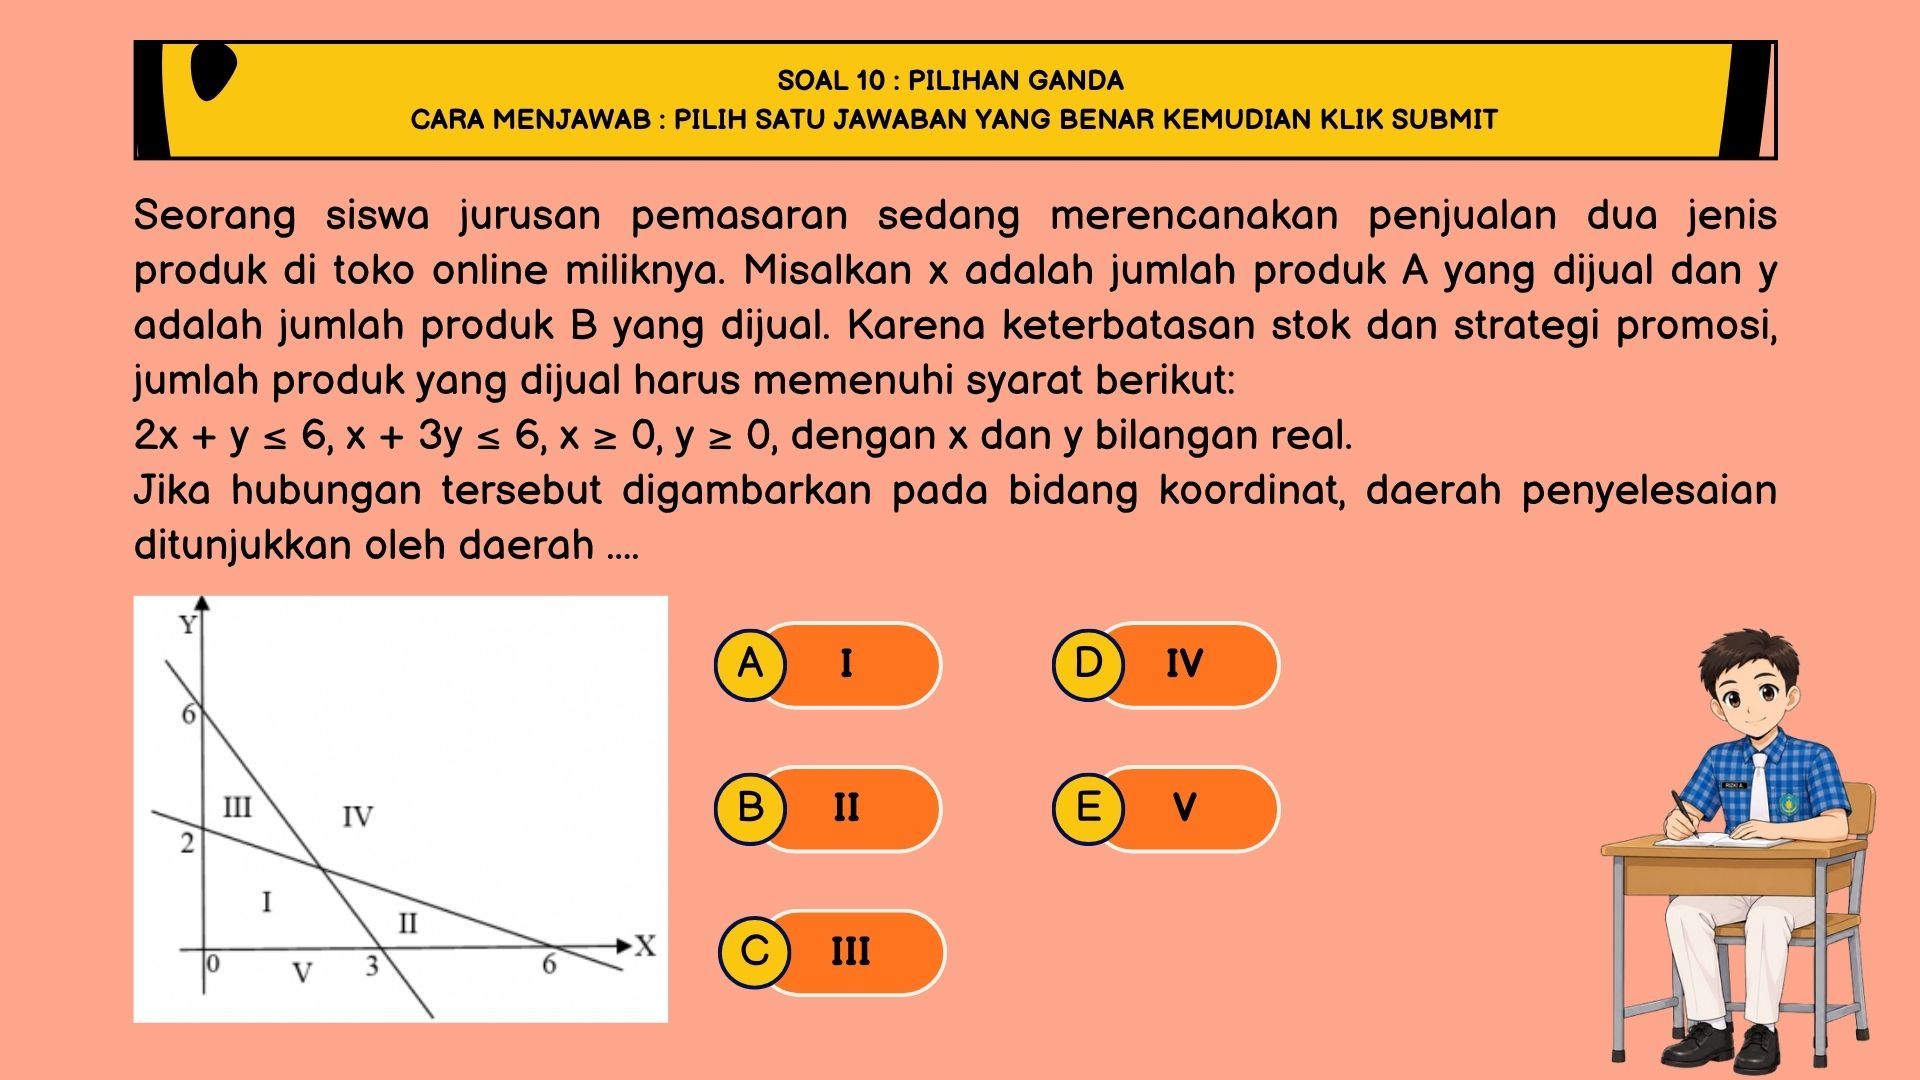 SOAL 10 : PILIHAN GANDA
CARA MENJAWAB : PILIH SATU JAWABAN YANG BENAR KEMUDIAN KLIK SUBMIT
Seorang siswa jurusan pemasaran sedang merencanakan penjualan dua jenis
produk di toko online miliknya. Misalkan x adalah jumlah produk A yang dijual dan y
adalah jumlah produk B yang dijual. Karena keterbatasan stok dan strategi promosi,
jumlah produk yang dijual harus memenuhi syarat berikut:
2x + y ≤ 6, x + 3y ≤ 6, x ≥ 0, y ≥ 0, dengan x dan y bilangan real.
Jika hubungan tersebut digambarkan pada bidang koordinat, daerah penyelesaian
ditunjukkan oleh daerah ....
Y
6
III
IV
2
I
II
X
0
V
3
6
A I
B II
C III
D IV
E V
RIZKI A.